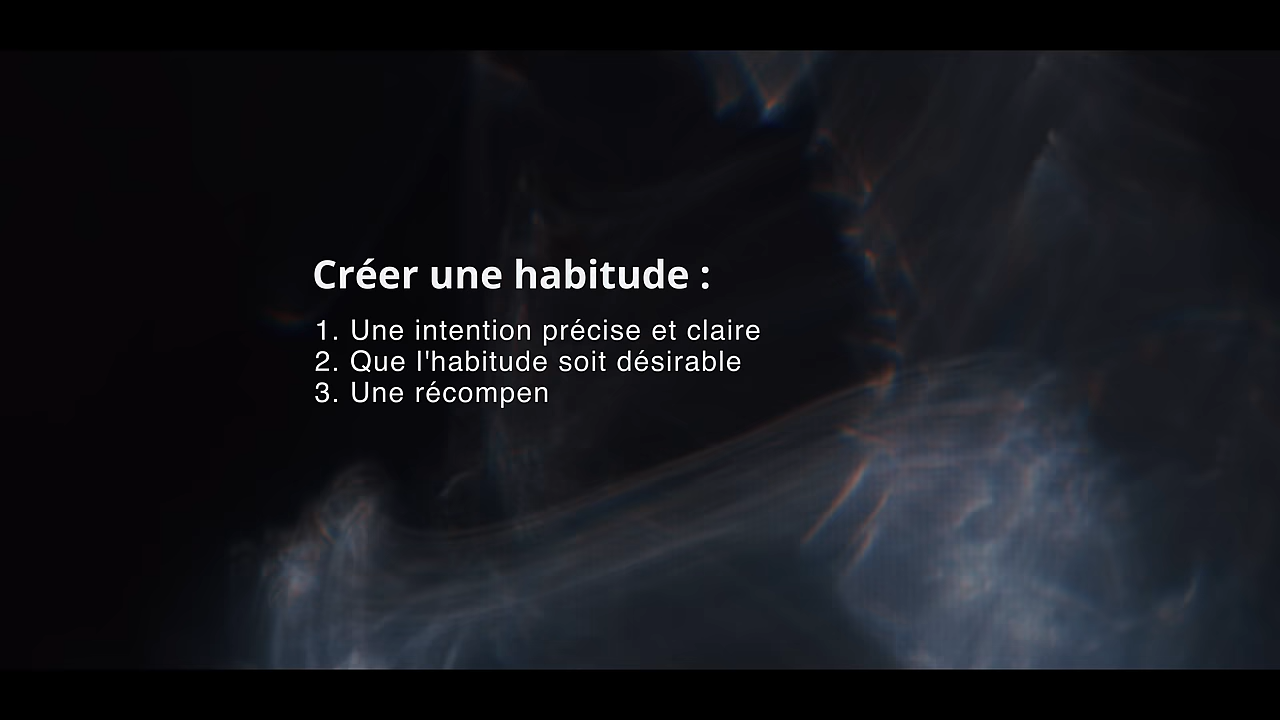 Créer une habitude :
1. Une intention précise et claire
2. Que l'habitude soit désirable
3. Une récompen